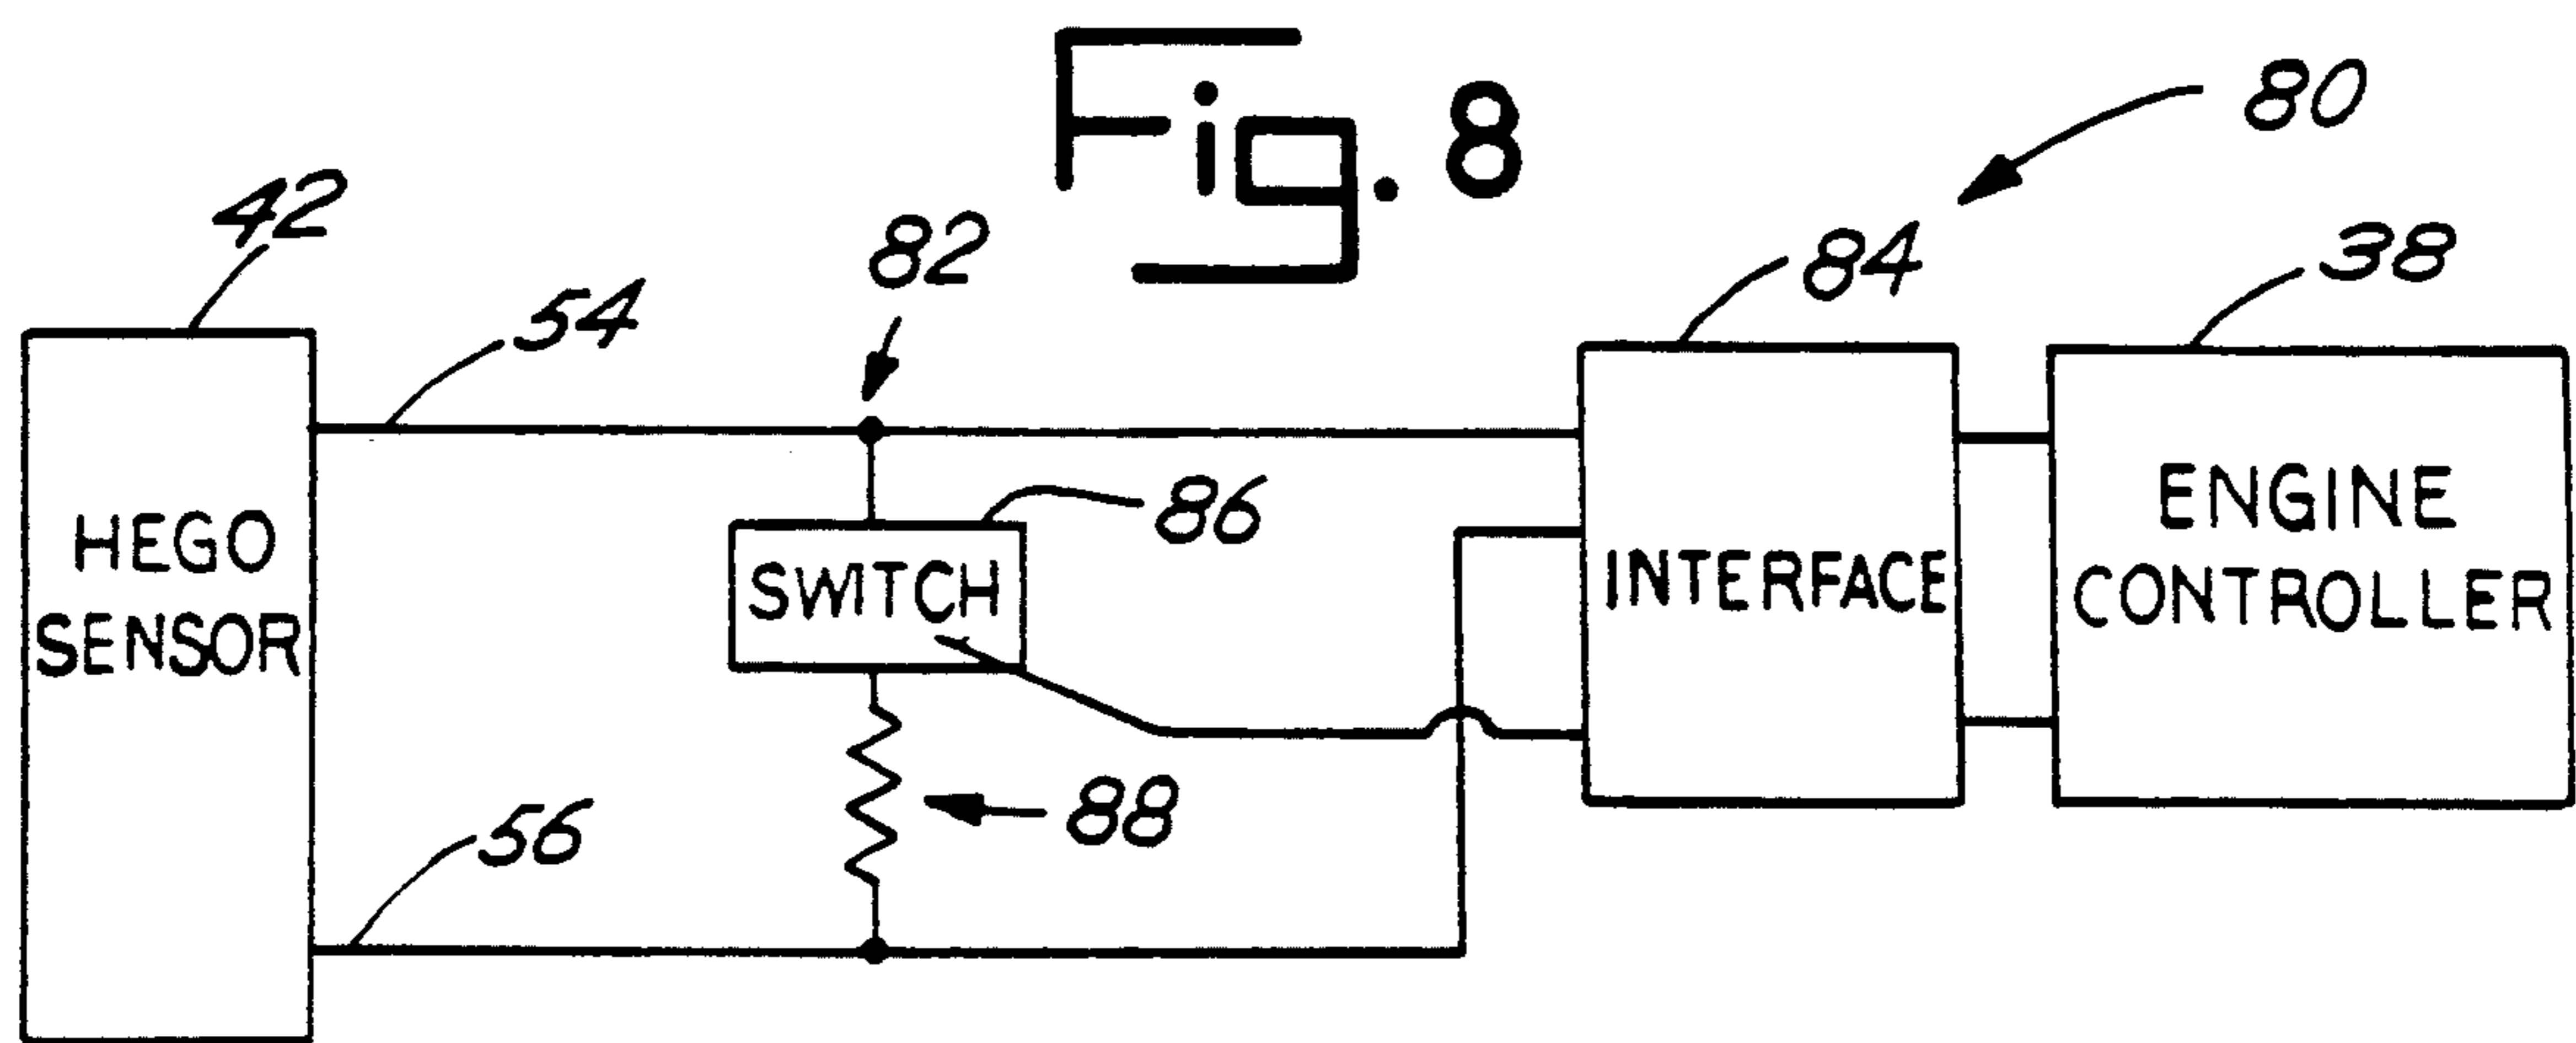 Fig. 8
80
42
82
84
38
54
86
HEGO
SENSOR
SWITCH
INTERFACE
ENGINE
CONTROLLER
88
56